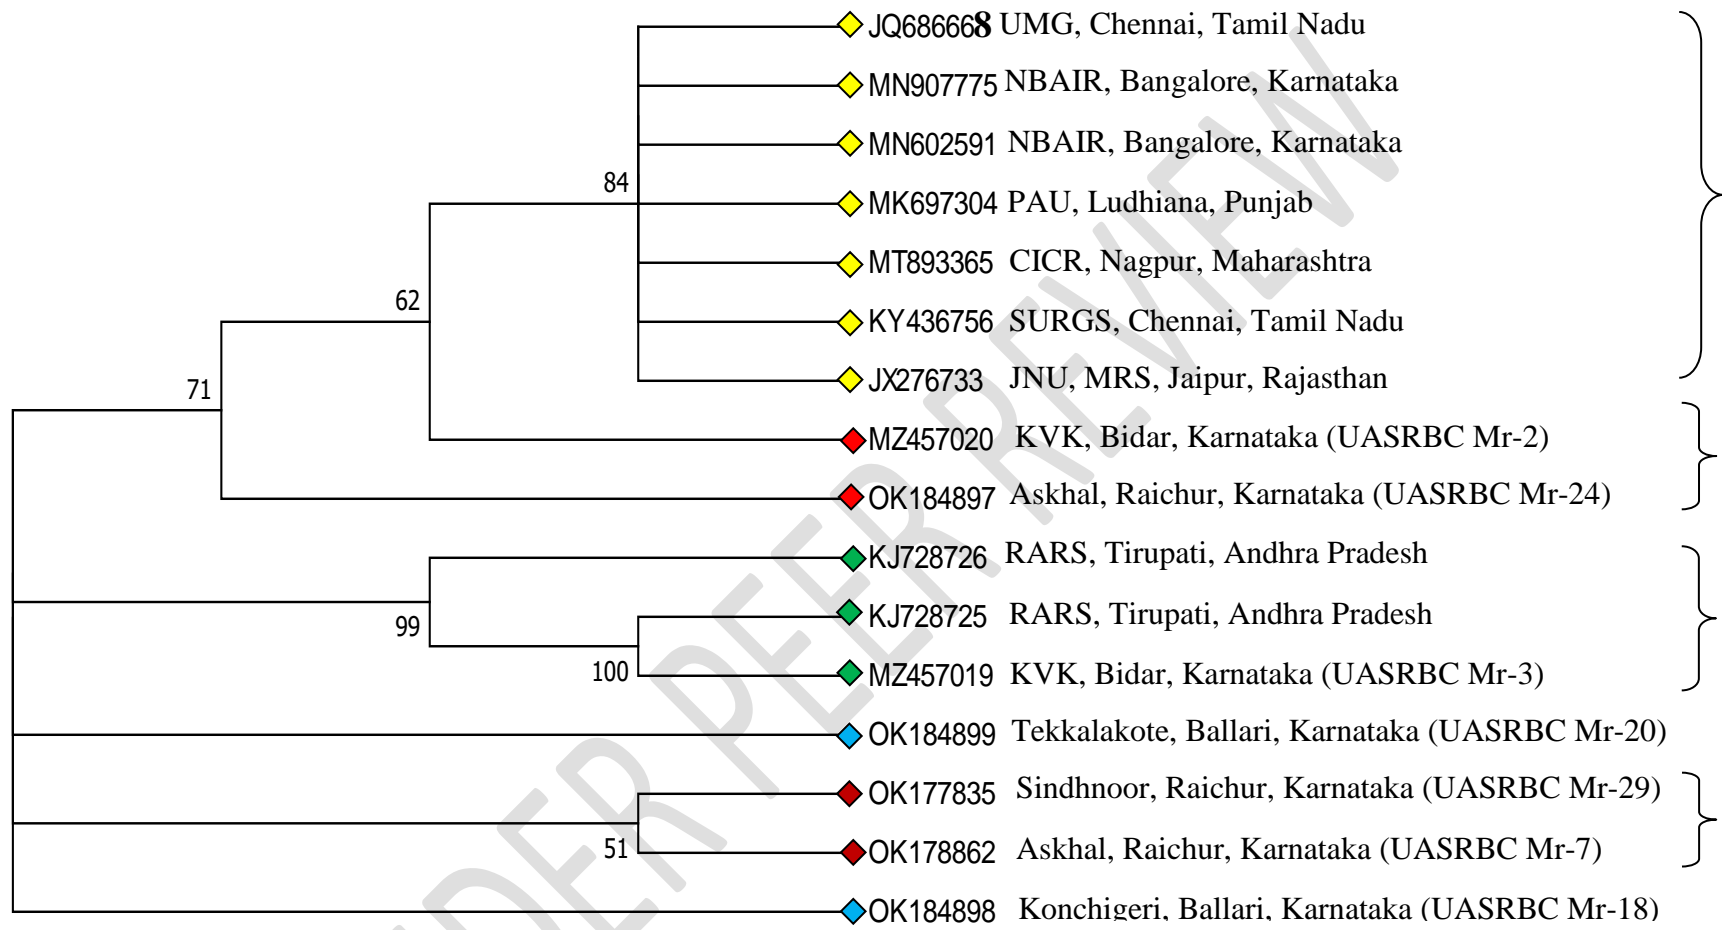 JQ686668 UMG, Chennai, Tamil Nadu
MN907775 NBAIR, Bangalore, Karnataka
MN602591 NBAIR, Bangalore, Karnataka
84
MK697304 PAU, Ludhiana, Punjab
MT893365 CICR, Nagpur, Maharashtra
62
KY436756 SURGS, Chennai, Tamil Nadu
JX276733 JNU, MRS, Jaipur, Rajasthan
71
MZ457020 KVK, Bidar, Karnataka (UASRBC Mr-2)
OK184897 Askhal, Raichur, Karnataka (UASRBC Mr-24)
KJ728726 RARS, Tirupati, Andhra Pradesh
KJ728725 RARS, Tirupati, Andhra Pradesh
99
100
MZ457019 KVK, Bidar, Karnataka (UASRBC Mr-3)
OK184899 Tekkalakote, Ballari, Karnataka (UASRBC Mr-20)
OK177835 Sindhnoor, Raichur, Karnataka (UASRBC Mr-29)
51
OK178862 Askhal, Raichur, Karnataka (UASRBC Mr-7)
OK184898 Konchigeri, Ballari, Karnataka (UASRBC Mr-18)
DER PEER REVIEW